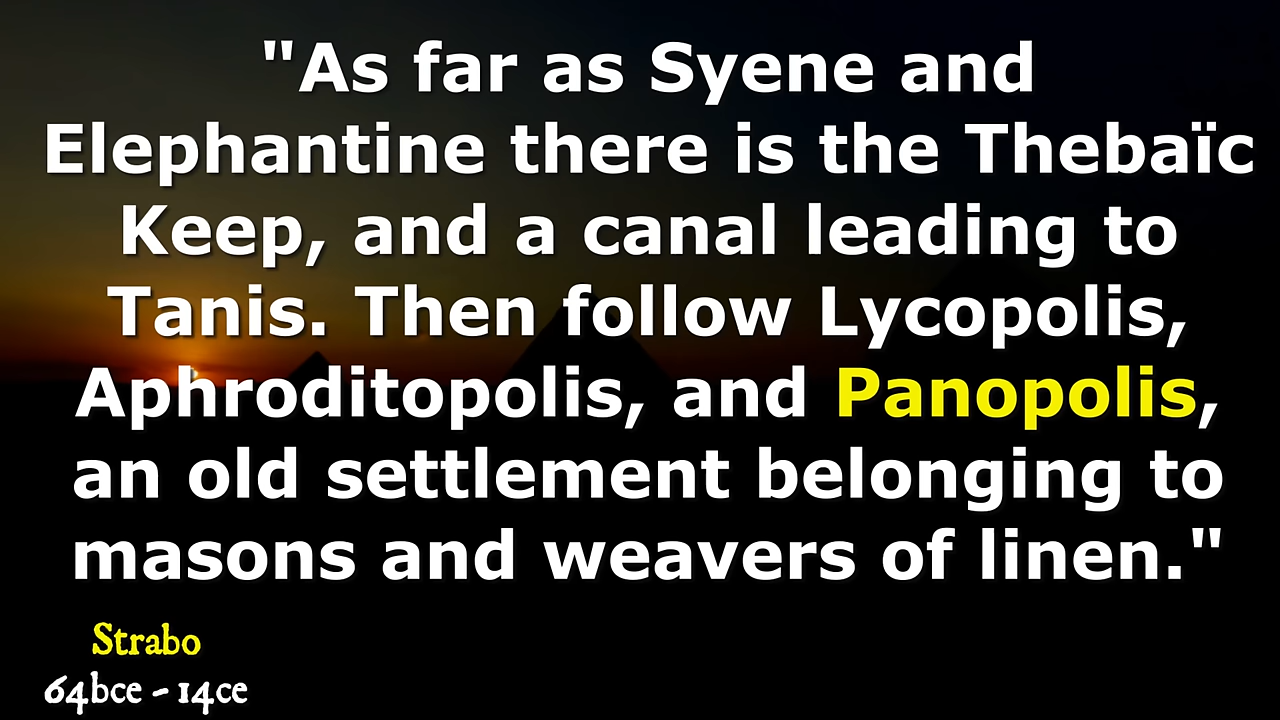 "As far as Syene and
Elephantine there is the Thebaïc
Keep, and a canal leading to
Tanis. Then follow Lycopolis,
Aphroditopolis, and Panopolis,
an old settlement belonging to
masons and weavers of linen."
Strabo
64bce - 14ce